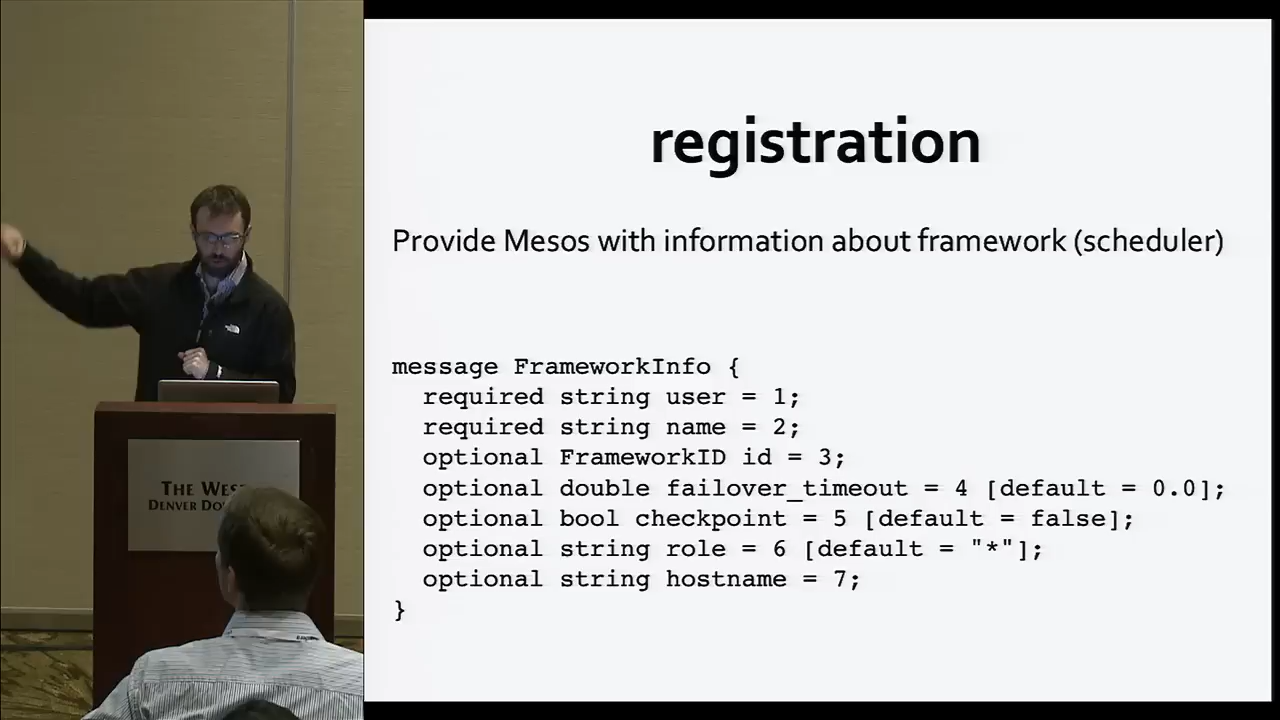 registration
Provide Mesos with information about framework (scheduler)
message FrameworkInfo {
required string user = 1;
required string name = 2;
optional FrameworkID id = 3;
optional double failover_timeout = 4 [default = 0.0];
optional bool checkpoint = 5 [default = false];
optional string role = 6 [default = "*"];
optional string hostname = 7;
}
THE
DENVER